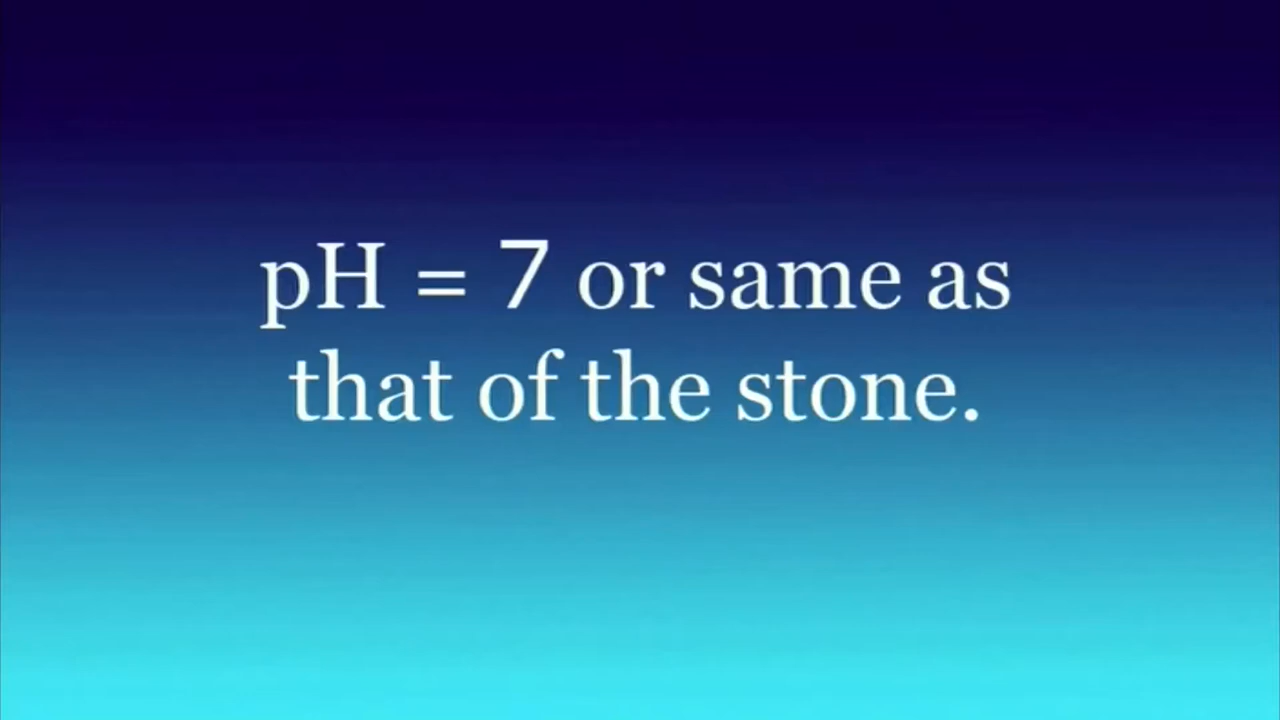 pH = 7 or same as
that of the stone.